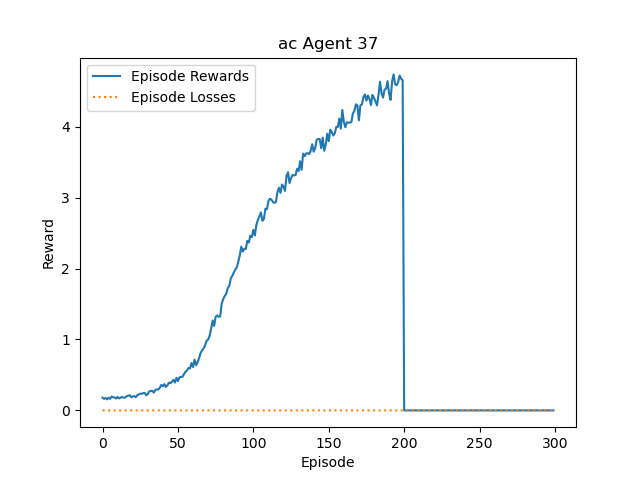 ac Agent 37
Episode Rewards
Episode Losses
Reward
4
3
2
1
0
0 50 100 150 200 250 300
Episode